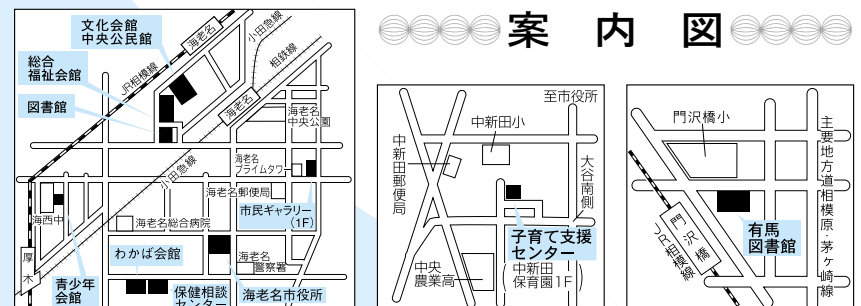 案内図
文化会館
中央公民館
海老名
小田急線
相鉄線
JR相模線
総合
福祉会館
図書館
海老名
海老名
中央公園
小田急線
海老名
プライムタワー
海老名郵便局
市民ギャラリー
(1F)
海西中
海老名総合病院
わかば会館
海老名
警察署
厚木
青少年
会館
保健相談
センター
海老名市役所
至市役所
中新田小
中新田郵便局
大谷南側
子育て支援
センター
中新田
保育園1F
中央
農業高
門沢橋小
主要地方道相模原・茅ヶ崎線
門沢橋
JR相模線
有馬
図書館